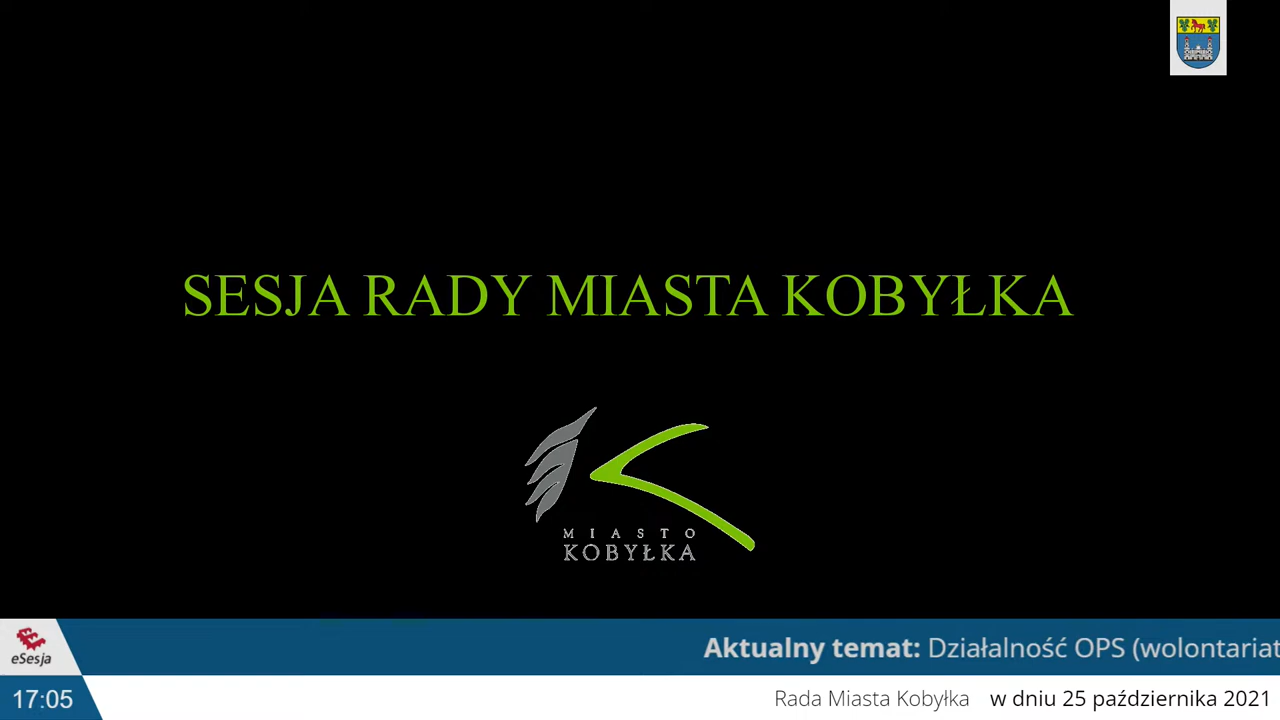 SESJA RADY MIASTA KOBYŁKA
MIASTO
KOBYŁKA
Aktualny temat: Działalność OPS (wolontariat
eSesja
17:05
Rada Miasta Kobyłka w dniu 25 października 2021